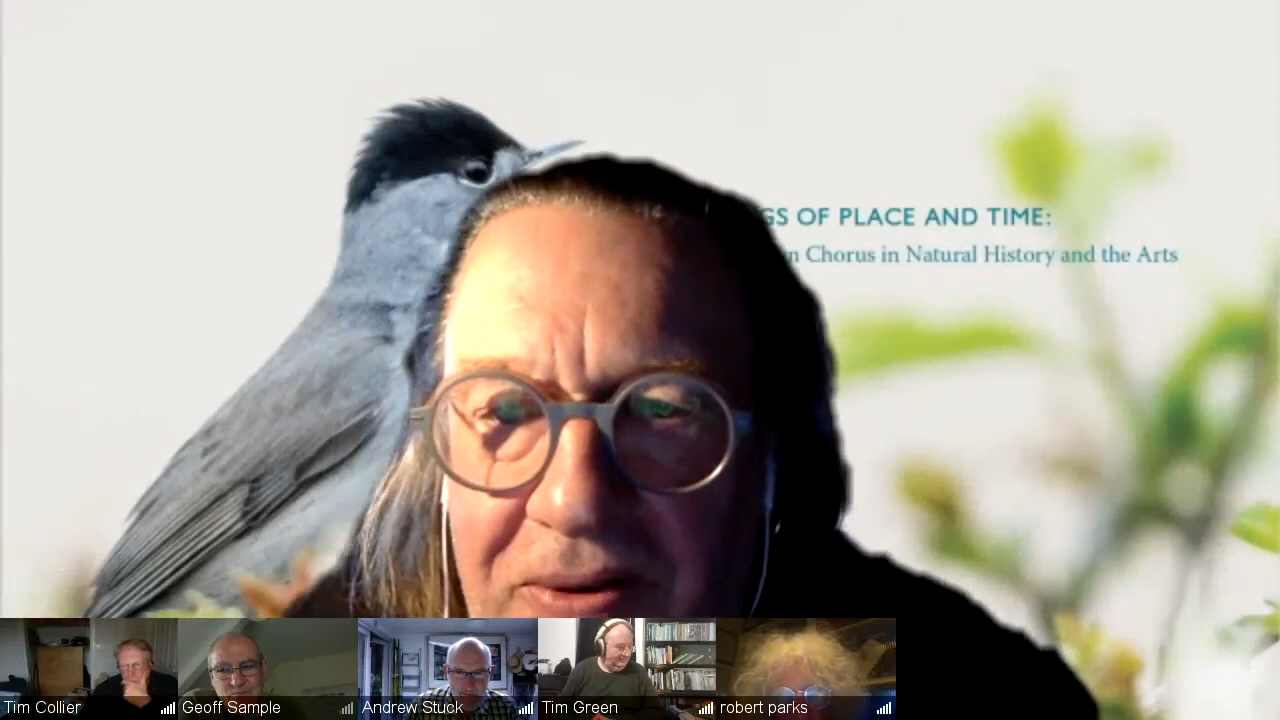 GS OF PLACE AND TIME:
n Chorus in Natural History and the Arts
Tim Collier
Geoff Sample
Andrew Stuck
Tim Green
robert parks